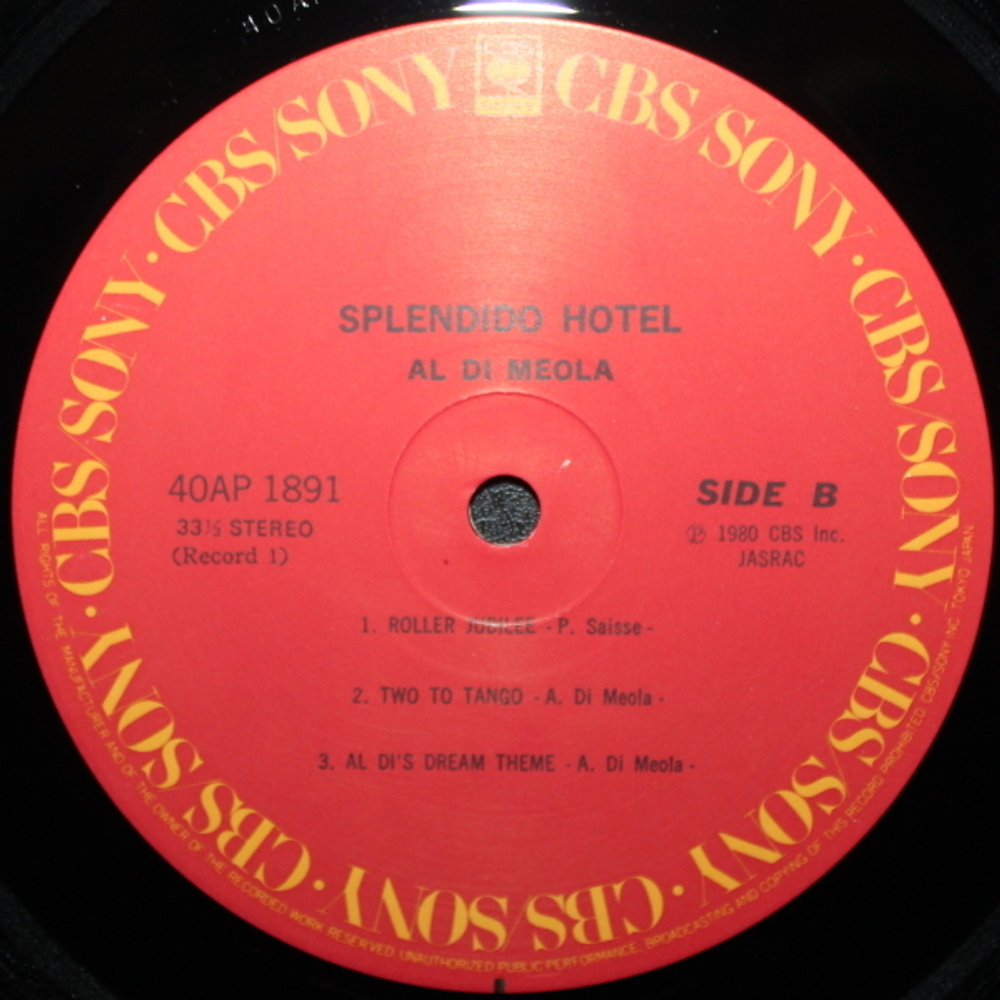 CBS/SONY · CBS/SONY · CBS/SONY · CBS/SONY · CBS/SONY · CBS/SONY · CBS/SONY
SPLENDIDO HOTEL
AL DI MEOLA
40AP 1891
33⅓ STEREO
(Record 1)
SIDE B
℗ 1980 CBS Inc.
JASRAC
1. ROLLER JUBILEE - P. Saisse -
2. TWO TO TANGO - A. Di Meola -
3. AL DI'S DREAM THEME - A. Di Meola -
ALL RIGHTS OF THE MANUFACTURER AND OF THE OWNER OF THE RECORDED WORK RESERVED. UNAUTHORIZED PUBLIC PERFORMANCE, BROADCASTING AND COPYING OF THIS RECORD PROHIBITED CBS/SONY INC. TOKYO JAPAN